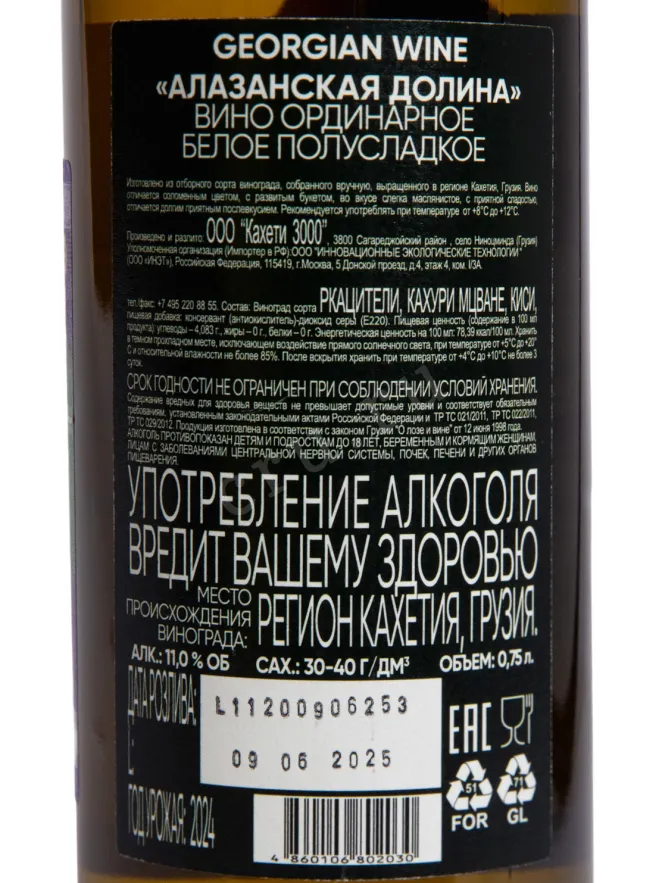 GEORGIAN WINE
«АЛАЗАНСКАЯ ДОЛИНА»
ВИНО ОРДИНАРНОЕ
БЕЛОЕ ПОЛУСЛАДКОЕ
Изготовлено из отборного сорта винограда, собранного вручную, выращенного в регионе Кахетия, Грузия. Вино
отличается соломенным цветом, с развитым букетом, во вкусе слегка маслянистое, с приятной сладостью,
отличается долгим приятным послевкусием. Рекомендуется употреблять при температуре от +8°C до +12°C.
Произведено и разлито: ООО "Кахети 3000", 3800 Сагареджойский район, село Ниноцминда (Грузия)
Уполномоченная организация (Импортер в РФ):ООО "ИННОВАЦИОННЫЕ ЭКОЛОГИЧЕСКИЕ ТЕХНОЛОГИИ"
(ООО «ИНЭТ»), Российская Федерация, 115419, г.Москва, 5 Донской проезд, д.4, этаж 4, ком. I/3А.
тел./факс: +7 495 220 88 55. Состав: Виноград сорта РКАЦИТЕЛИ, КАХУРИ МЦВАНЕ, КИСИ,
пищевая добавка: консервант (антиокислитель)-диоксид серы (Е220). Пищевая ценность (содержание в 100 мл
продукта): углеводы – 4,083 г., жиры – 0 г., белки – 0 г. Энергетическая ценность на 100 мл: 78,39 ккал/100 мл. Хранить
в темном прохладном месте, исключающем воздействие прямого солнечного света, при температуре от +5°C до +20°
C и относительной влажности не более 85%. После вскрытия хранить при температуре от +4°C до +10°C не более 3
суток.
СРОК ГОДНОСТИ НЕ ОГРАНИЧЕН ПРИ СОБЛЮДЕНИИ УСЛОВИЙ ХРАНЕНИЯ.
Содержание вредных для здоровья веществ не превышает допустимые уровни и соответствует обязательным
требованиям, установленным законодательными актами Российской Федерации и ТР ТС 021/2011, ТР ТС 022/2011,
ТР ТС 029/2012. Продукция изготовлена в соответствии с законом Грузии "О лозе и вине" от 12 июня 1998 года.
АЛКОГОЛЬ ПРОТИВОПОКАЗАН ДЕТЯМ И ПОДРОСТКАМ ДО 18 ЛЕТ, БЕРЕМЕННЫМ И КОРМЯЩИМ ЖЕНЩИНАМ,
ЛИЦАМ С ЗАБОЛЕВАНИЯМИ ЦЕНТРАЛЬНОЙ НЕРВНОЙ СИСТЕМЫ, ПОЧЕК, ПЕЧЕНИ И ДРУГИХ ОРГАНОВ
ПИЩЕВАРЕНИЯ.
УПОТРЕБЛЕНИЕ АЛКОГОЛЯ
ВРЕДИТ ВАШЕМУ ЗДОРОВЬЮ
МЕСТО
ПРОИСХОЖДЕНИЯ
ВИНОГРАДА: РЕГИОН КАХЕТИЯ, ГРУЗИЯ.
АЛК.: 11,0 % ОБ САХ.: 30-40 Г/ДМ³ ОБЪЕМ: 0,75 л.
ДАТА РОЗЛИВА:
L:
ГОД УРОЖАЯ: 2024
L11200906253
09 06 2025
EAC
51
FOR
71
GL
4 860106 802030